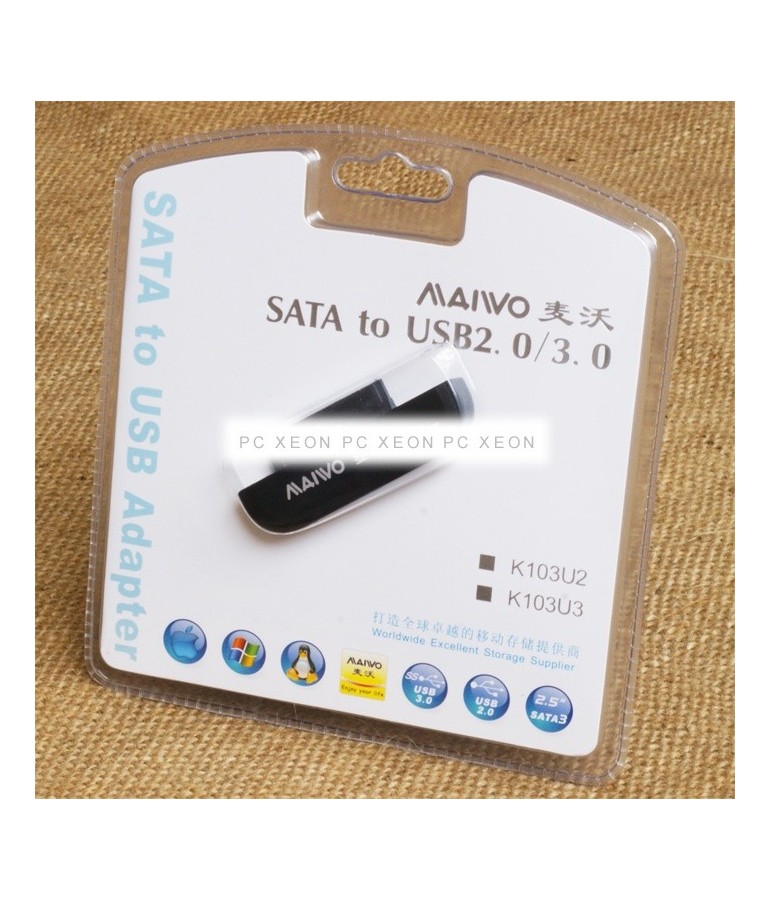 MAIWO 麦沃
SATA to USB2.0/3.0
SATA to USB Adapter
PC XEON PC XEON PC XEON
MAIWO
K103U2
K103U3
打造全球卓越的移动存储提供商
Worldwide Excellent Storage Supplier
MAIWO
麦沃
Enjoy your life
SS
USB
3.0
USB
2.0
2.5"
SATA3